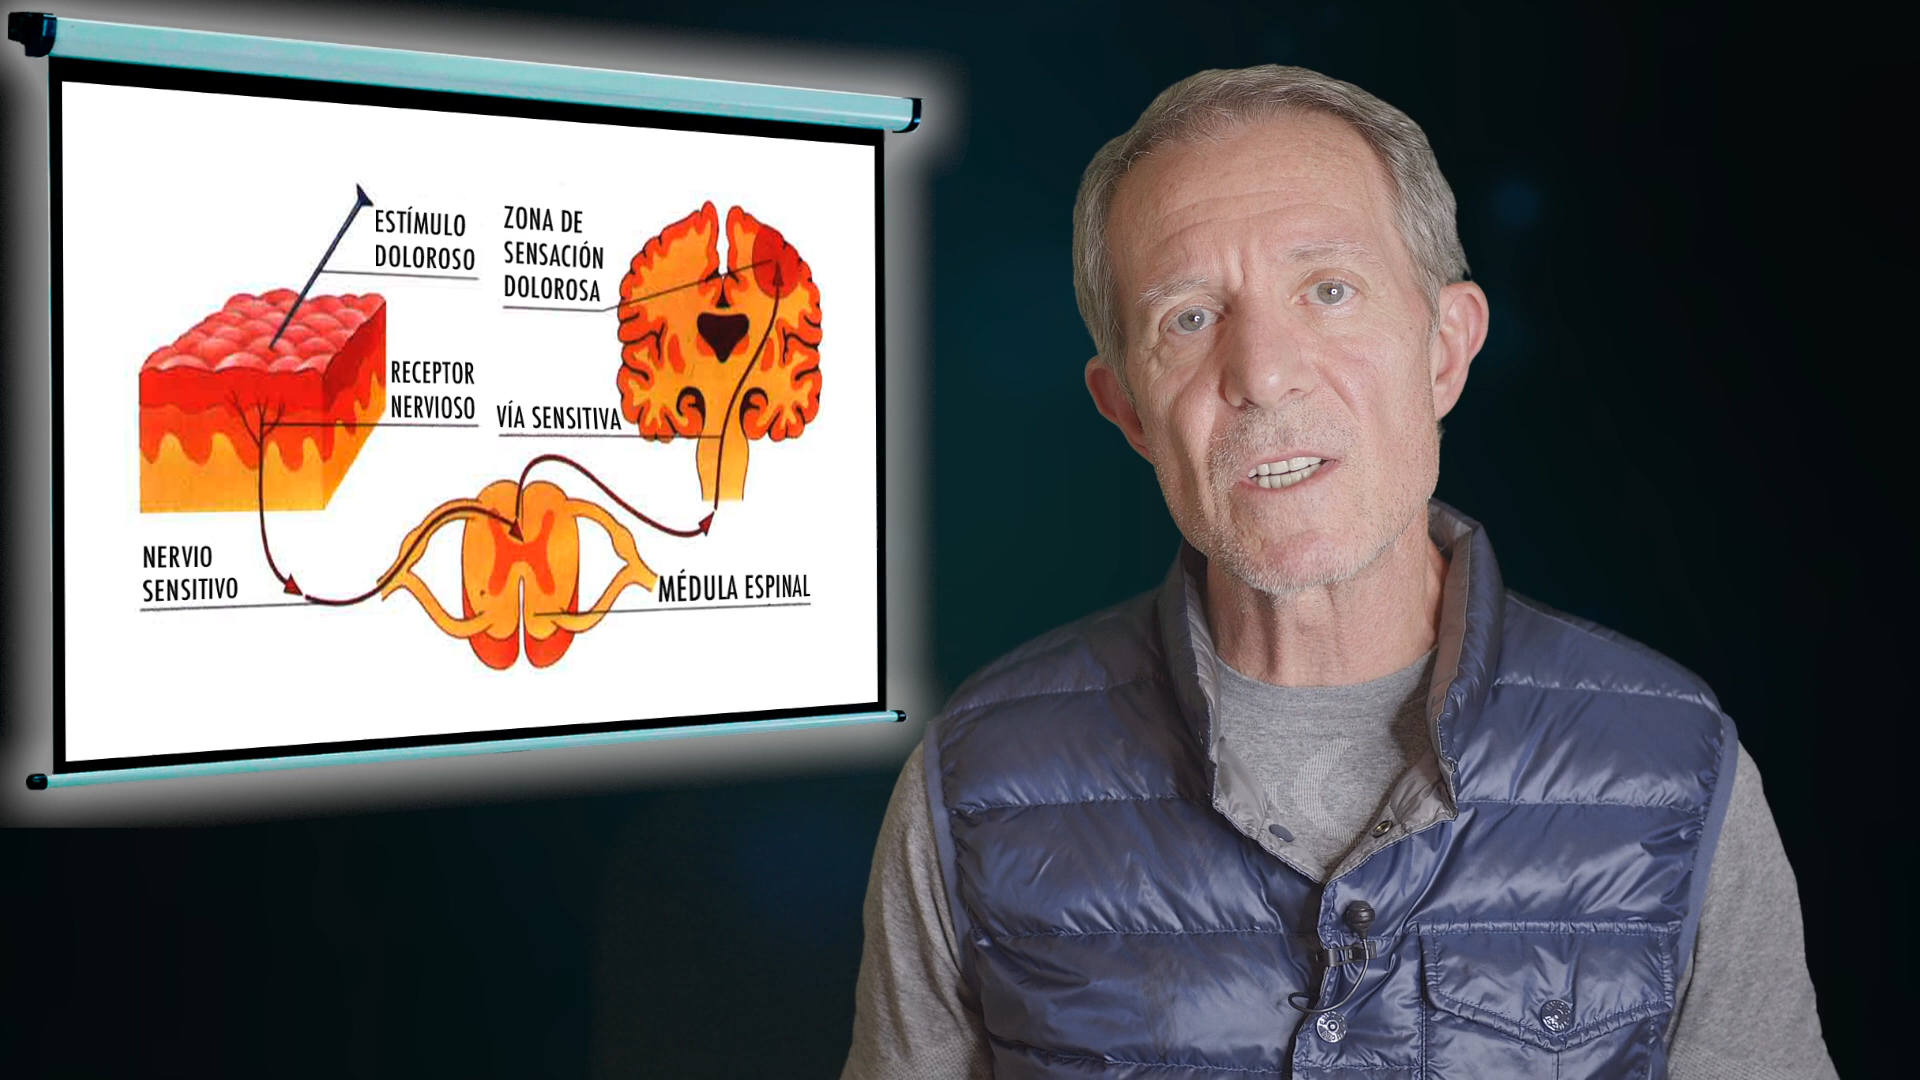 ESTÍMULO
DOLOROSO
ZONA DE
SENSACIÓN
DOLOROSA
RECEPTOR
NERVIOSO
VÍA SENSITIVA
NERVIO
SENSITIVO
MÉDULA ESPINAL